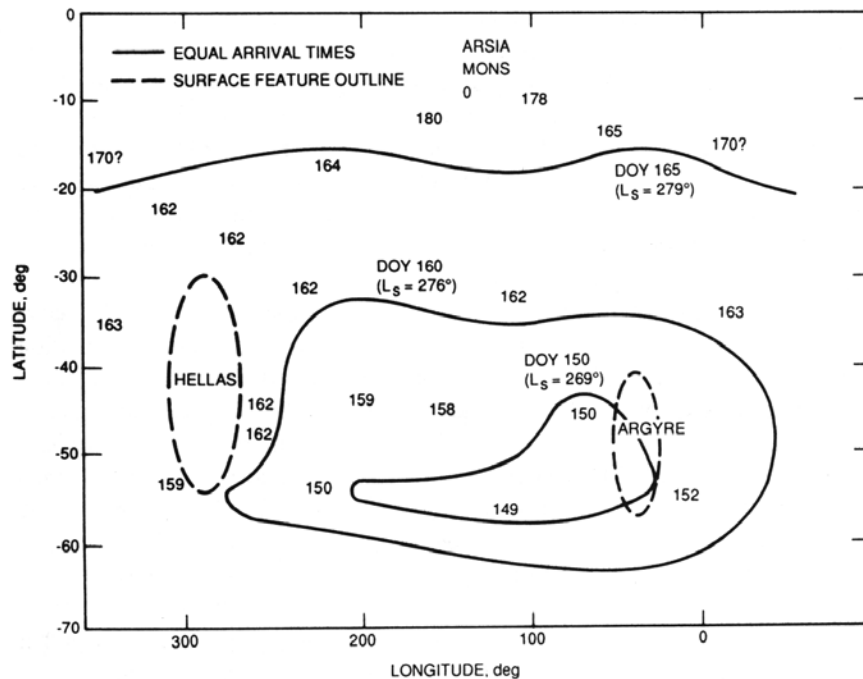 0
EQUAL ARRIVAL TIMES
SURFACE FEATURE OUTLINE
ARSIA
MONS
0
178
180
-10
165
170?
170?
164
DOY 165
(L_S = 279°)
-20
162
162
DOY 160
(L_S = 276°)
-30
162
162
163
163
LATITUDE, deg
-40
HELLAS
DOY 150
(L_S = 269°)
162
159
158
150
ARGYRE
162
-50
159
150
149
152
-60
-70
300
200
100
0
LONGITUDE, deg